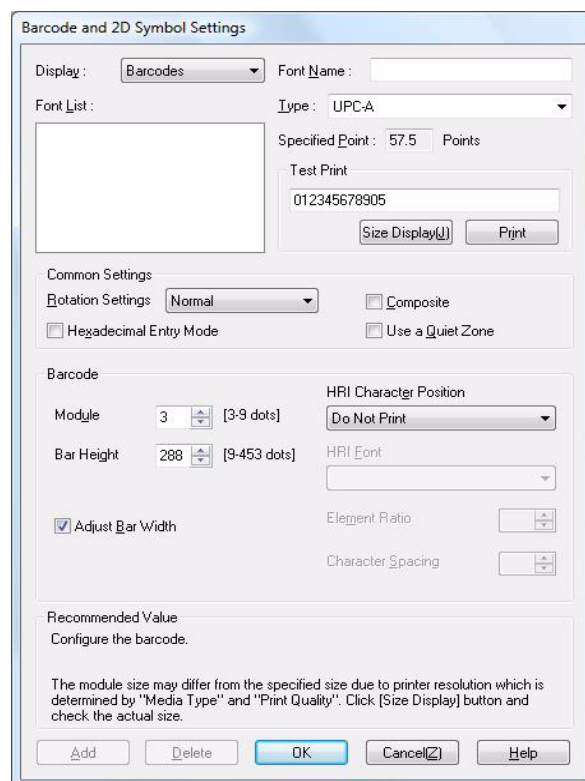 Barcode and 2D Symbol Settings
Display : Barcodes Font Name :
Font List : Type : UPC-A
Specified Point : 57.5 Points
Test Print
012345678905
Size Display(J) Print
Common Settings
Rotation Settings Normal Composite
Hexadecimal Entry Mode Use a Quiet Zone
Barcode
HRI Character Position
Module 3 [3-9 dots] Do Not Print
Bar Height 288 [9-453 dots] HRI Font
Adjust Bar Width Element Ratio
Character Spacing
Recommended Value
Configure the barcode.
The module size may differ from the specified size due to printer resolution which is
determined by "Media Type" and "Print Quality". Click [Size Display] button and
check the actual size.
Add Delete OK Cancel(Z) Help